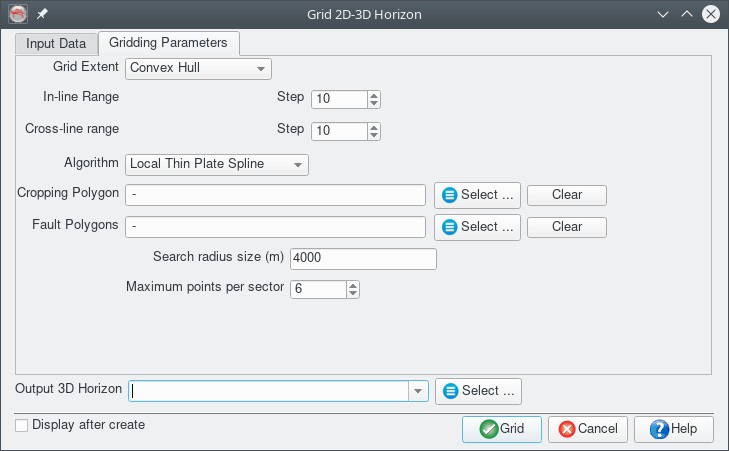 Grid 2D-3D Horizon
Input Data Gridding Parameters
Grid Extent Convex Hull
In-line Range Step 10
Cross-line range Step 10
Algorithm Local Thin Plate Spline
Cropping Polygon - Select ... Clear
Fault Polygons - Select ... Clear
Search radius size (m) 4000
Maximum points per sector 6
Output 3D Horizon Select ...
Display after create Grid Cancel Help